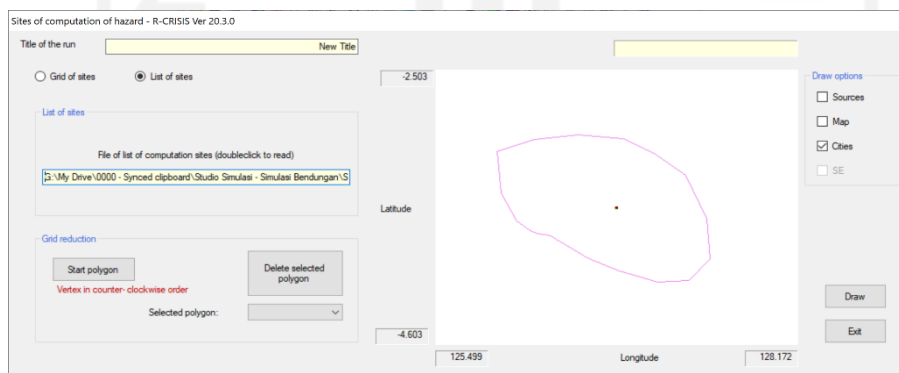 Sites of computation of hazard - R-CRISIS Ver 20.3.0
Title of the run
New Title
Grid of sites
List of sites
List of sites
File of list of computation sites (doubleclick to read)
G:\My Drive\0000 - Synced clipboard\Studio Simulasi - Simulasi Bendungan\S
Grid reduction
Start polygon
Vertex in counter- clockwise order
Delete selected
polygon
Selected polygon:
-2.503
Latitude
-4.603
125.499
Longitude
128.172
Draw options
Sources
Map
Cities
SE
Draw
Exit